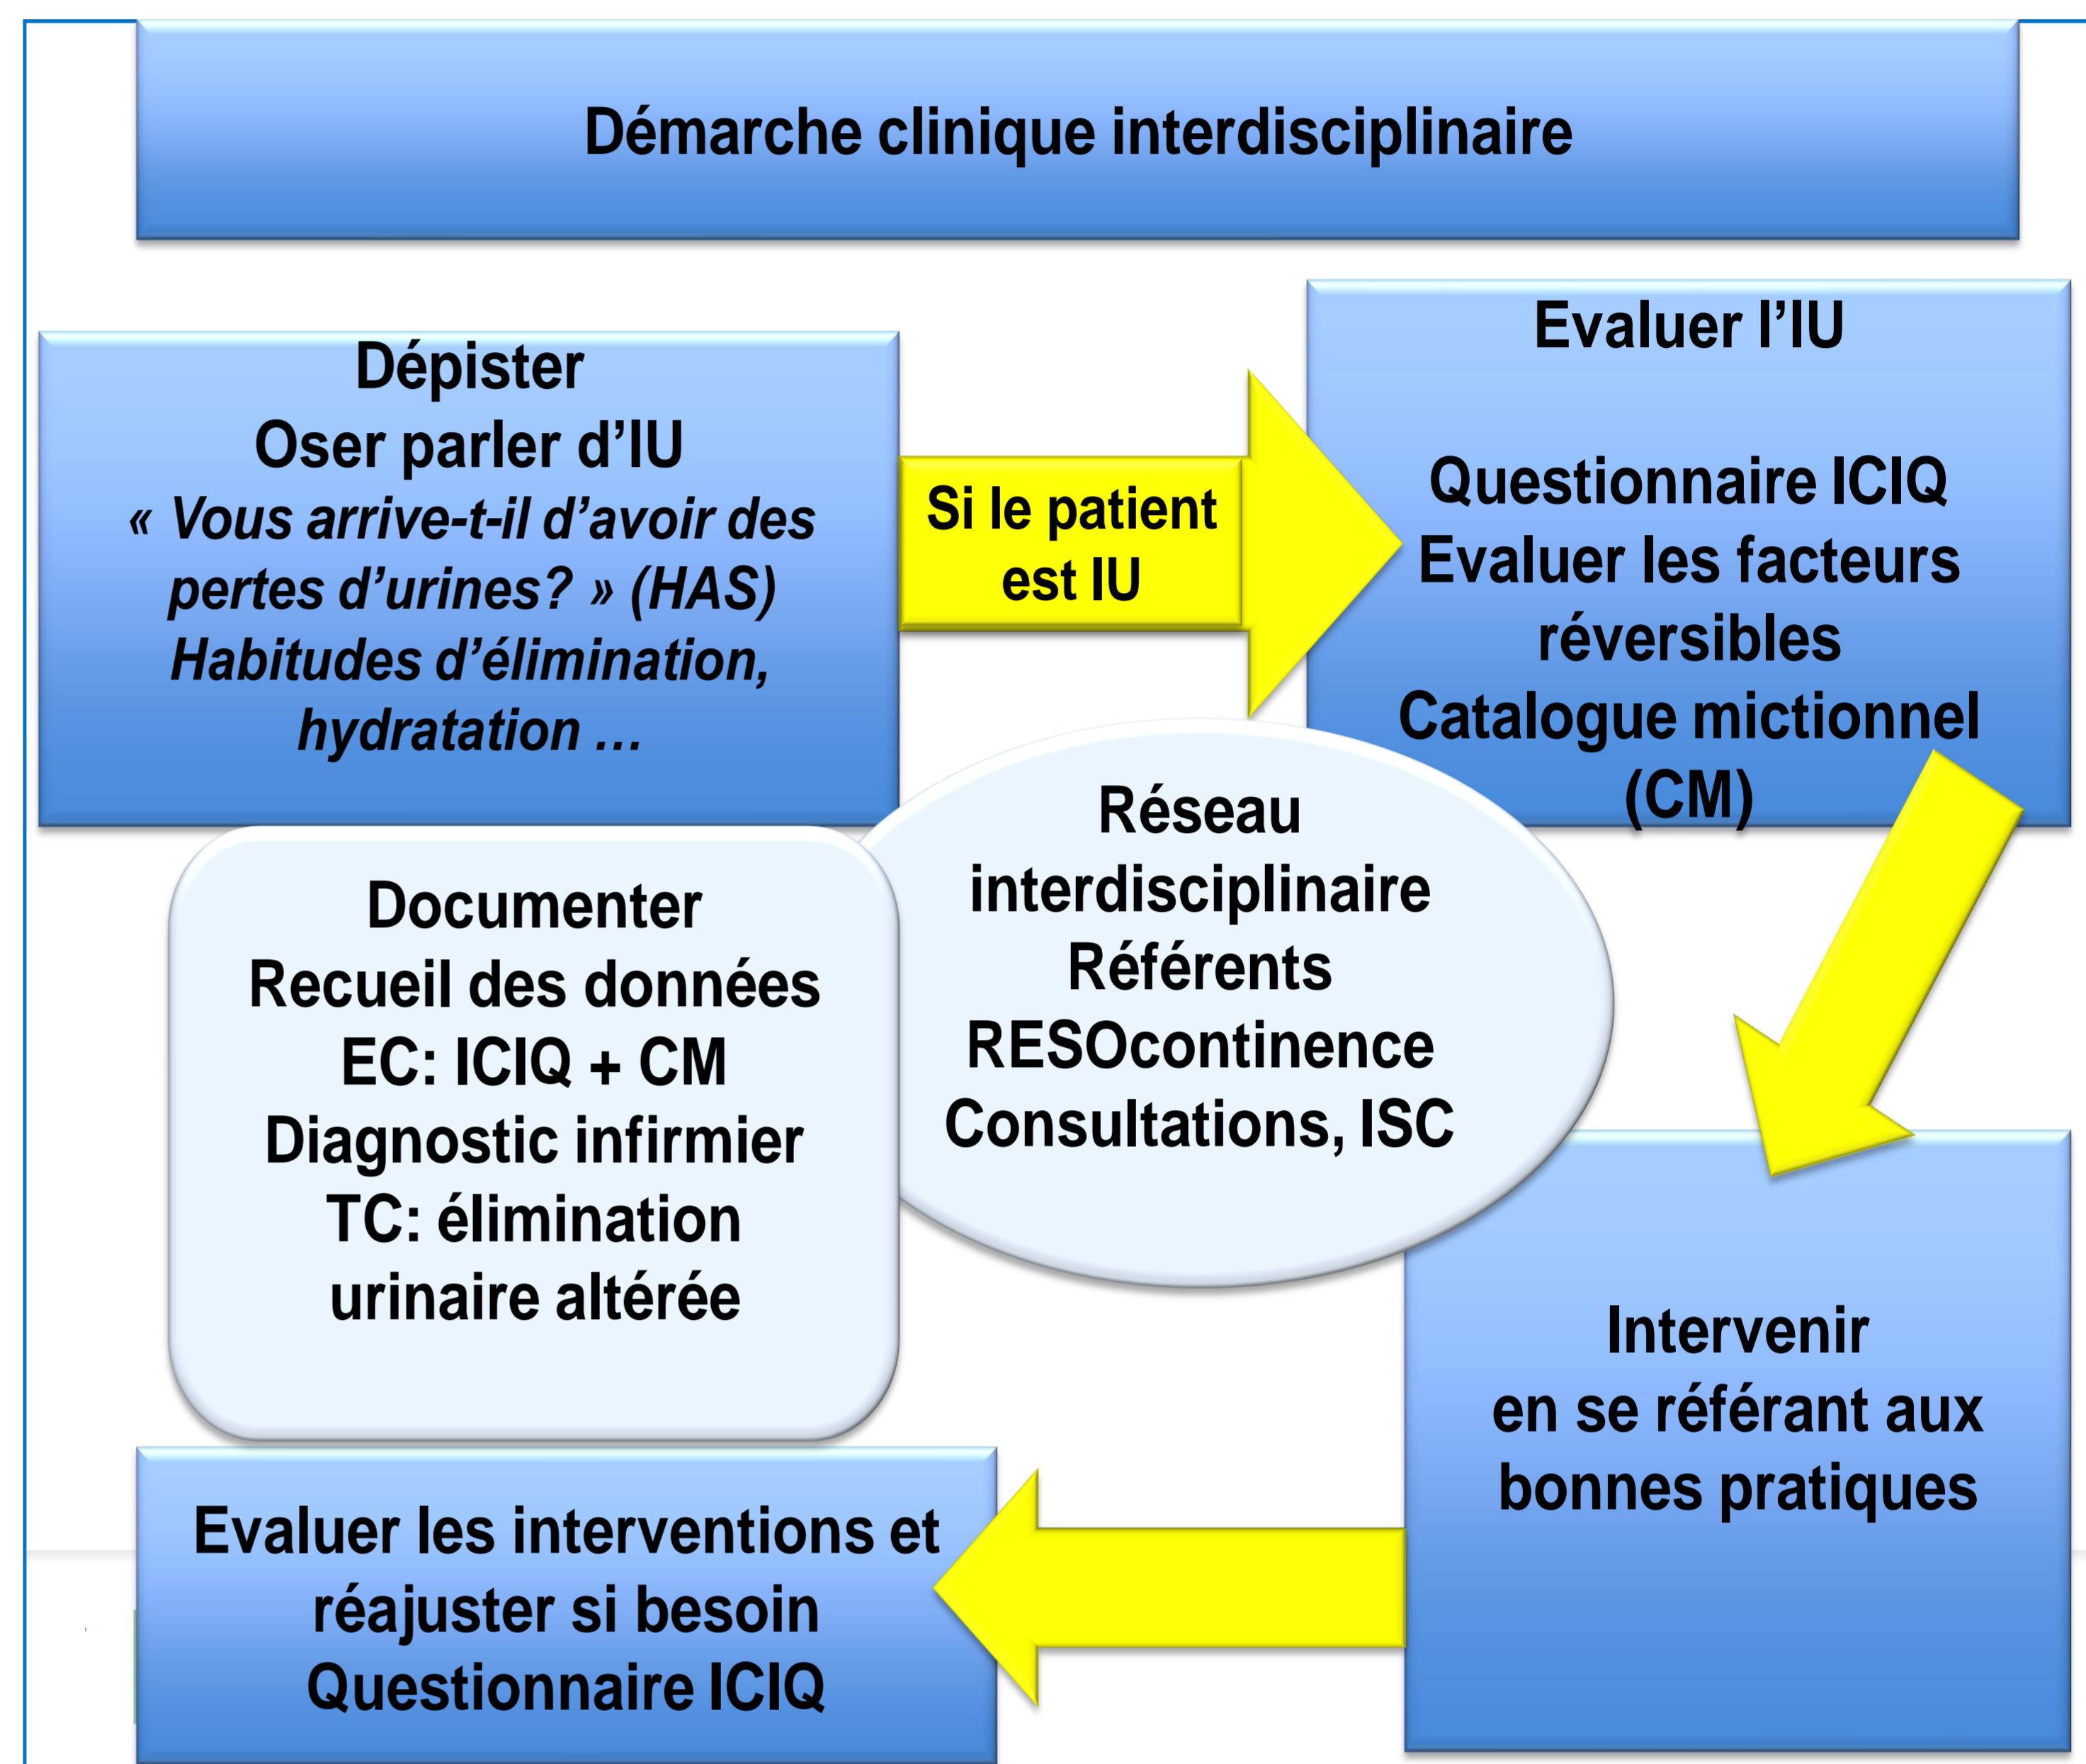 Démarche clinique interdisciplinaire
Dépister
Oser parler d’IU
« Vous arrive-t-il d’avoir des
pertes d’urines? » (HAS)
Habitudes d’élimination,
hydratation ...
Si le patient
est IU
Evaluer l’IU
Questionnaire ICIQ
Evaluer les facteurs
réversibles
Catalogue mictionnel
(CM)
Réseau
interdisciplinaire
Référents
RESOcontinence
Consultations, ISC
Documenter
Recueil des données
EC: ICIQ + CM
Diagnostic infirmier
TC: élimination
urinaire altérée
Intervenir
en se référant aux
bonnes pratiques
Evaluer les interventions et
réajuster si besoin
Questionnaire ICIQ